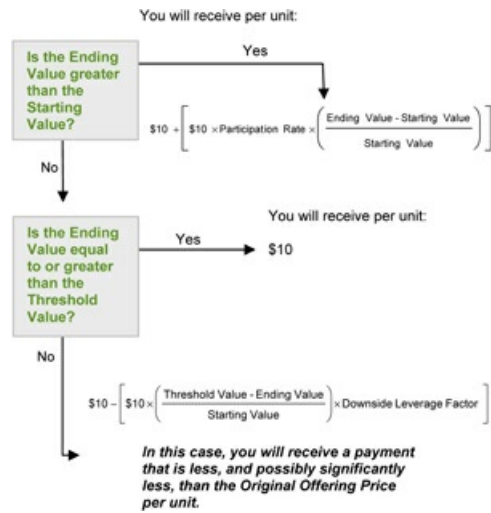 You will receive per unit:
Is the Ending
Value greater
than the
Starting
Value?
Yes
$10 + [ $10 × Participation Rate × ( Ending Value - Starting Value / Starting Value ) ]
No
Is the Ending
Value equal
to or greater
than the
Threshold
Value?
Yes
You will receive per unit:
$10
No
$10 − [ $10 × ( Threshold Value - Ending Value / Starting Value ) × Downside Leverage Factor ]
In this case, you will receive a payment
that is less, and possibly significantly
less, than the Original Offering Price
per unit.